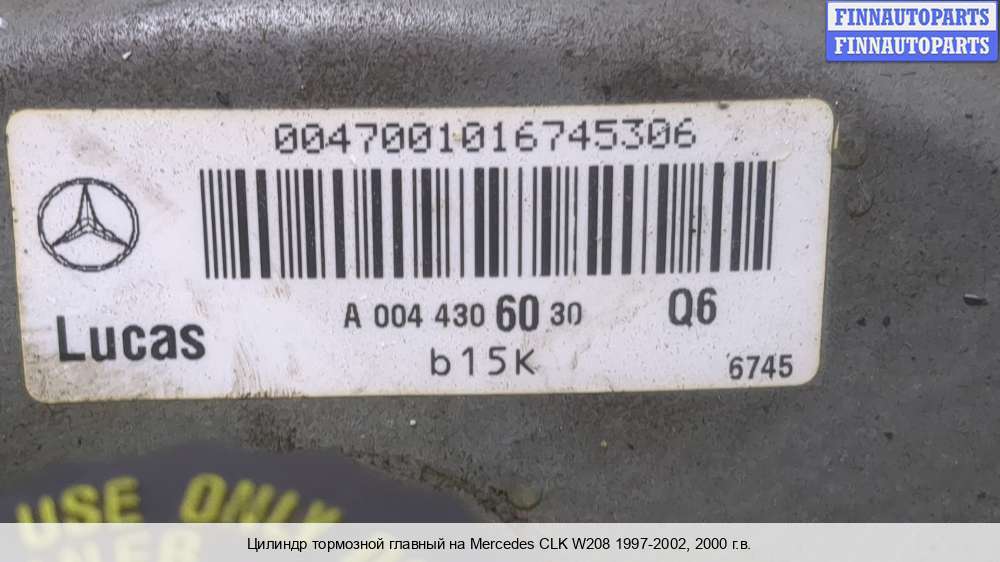 FINNAUTOPARTS
FINNAUTOPARTS
0047001016745306
A 004 430 60 30
Q6
Lucas
b15K
6745
USE ONLY
Цилиндр тормозной главный на Mercedes CLK W208 1997-2002, 2000 г.в.